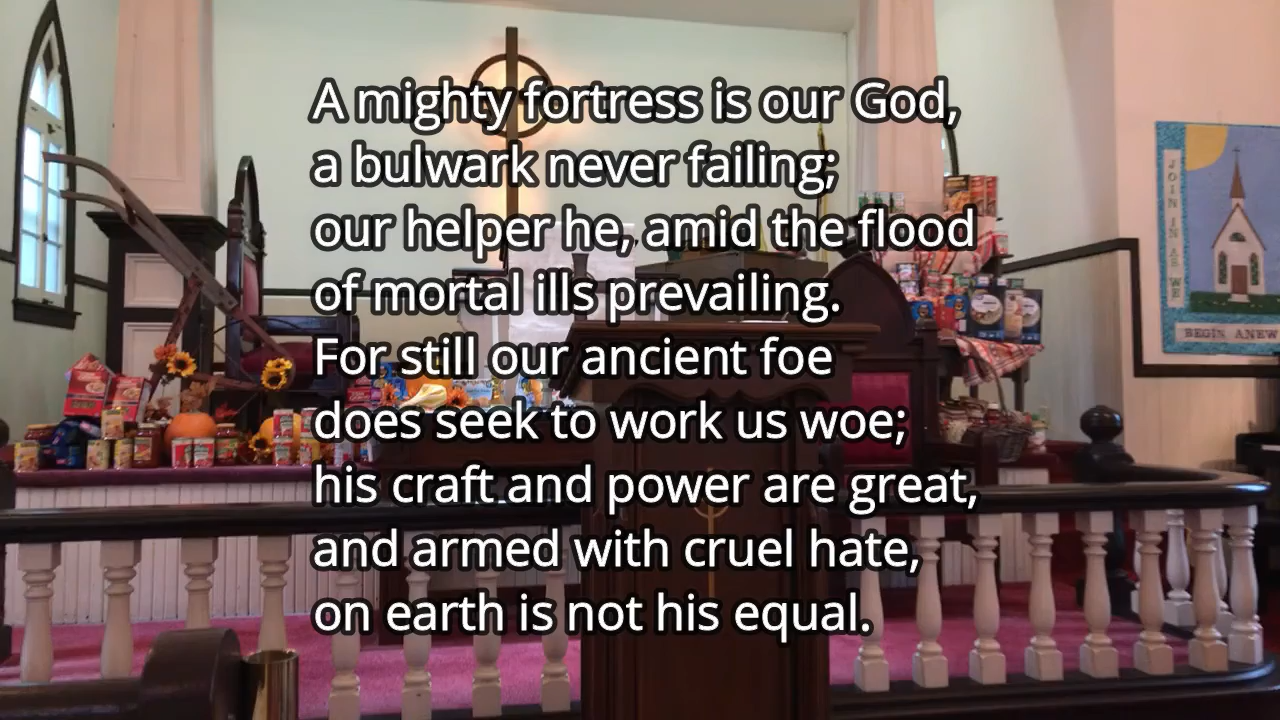 A mighty fortress is our God,
a bulwark never failing;
our helper he, amid the flood
of mortal ills prevailing.
For still our ancient foe
does seek to work us woe;
his craft and power are great,
and armed with cruel hate,
on earth is not his equal.
JOIN IN AS WE
BEGIN ANEW